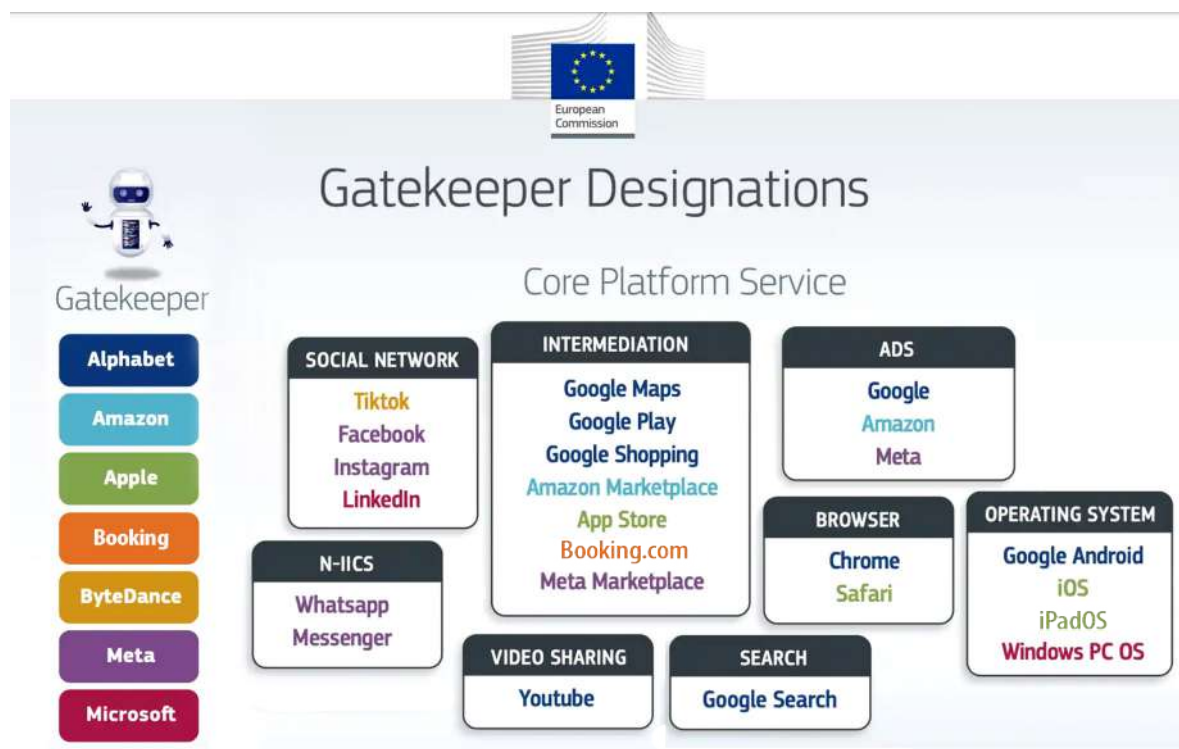 European
Commission
Gatekeeper Designations
Core Platform Service
Gatekeeper
Alphabet
Amazon
Apple
Booking
ByteDance
Meta
Microsoft
SOCIAL NETWORK
Tiktok
Facebook
Instagram
LinkedIn
N-IICS
Whatsapp
Messenger
INTERMEDIATION
Google Maps
Google Play
Google Shopping
Amazon Marketplace
App Store
Booking.com
Meta Marketplace
VIDEO SHARING
Youtube
ADS
Google
Amazon
Meta
SEARCH
Google Search
BROWSER
Chrome
Safari
OPERATING SYSTEM
Google Android
iOS
iPadOS
Windows PC OS